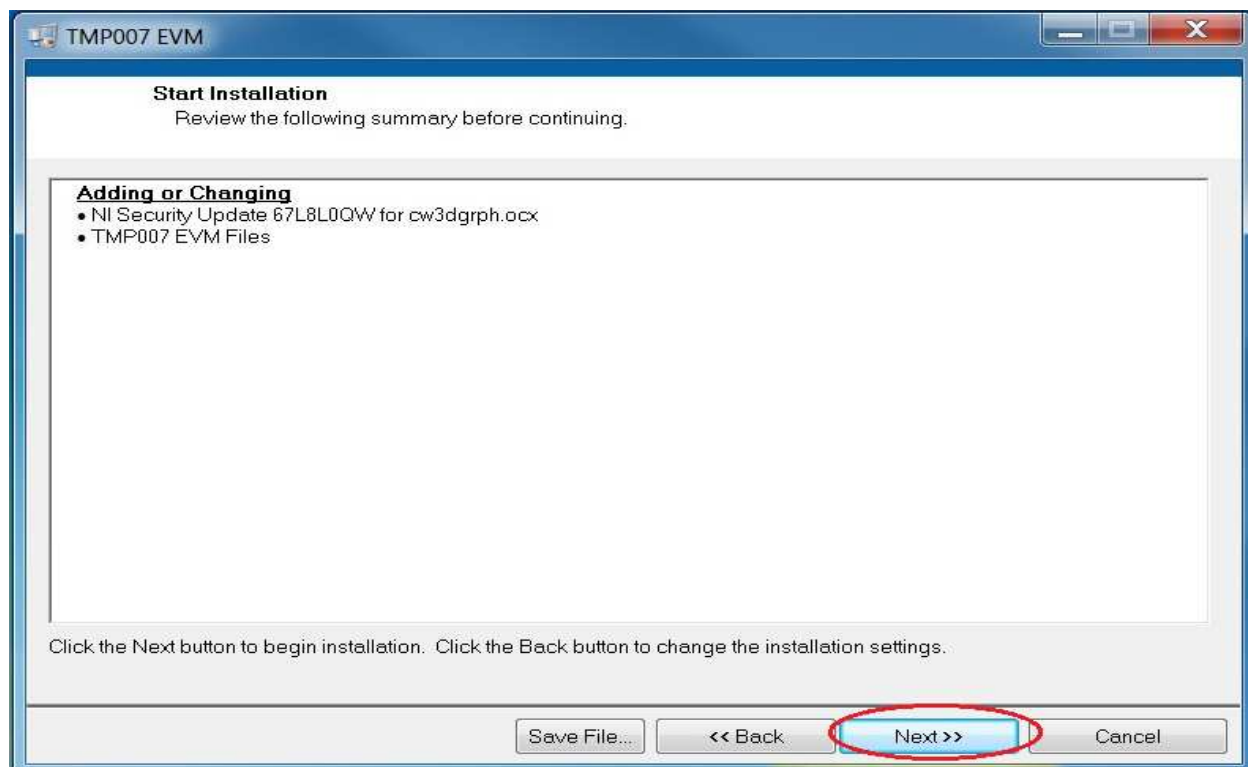 TMP007 EVM
Start Installation
Review the following summary before continuing.
Adding or Changing
• NI Security Update 67L8L0QW for cw3dgrph.ocx
• TMP007 EVM Files
Click the Next button to begin installation. Click the Back button to change the installation settings.
Save File... << Back Next >> Cancel